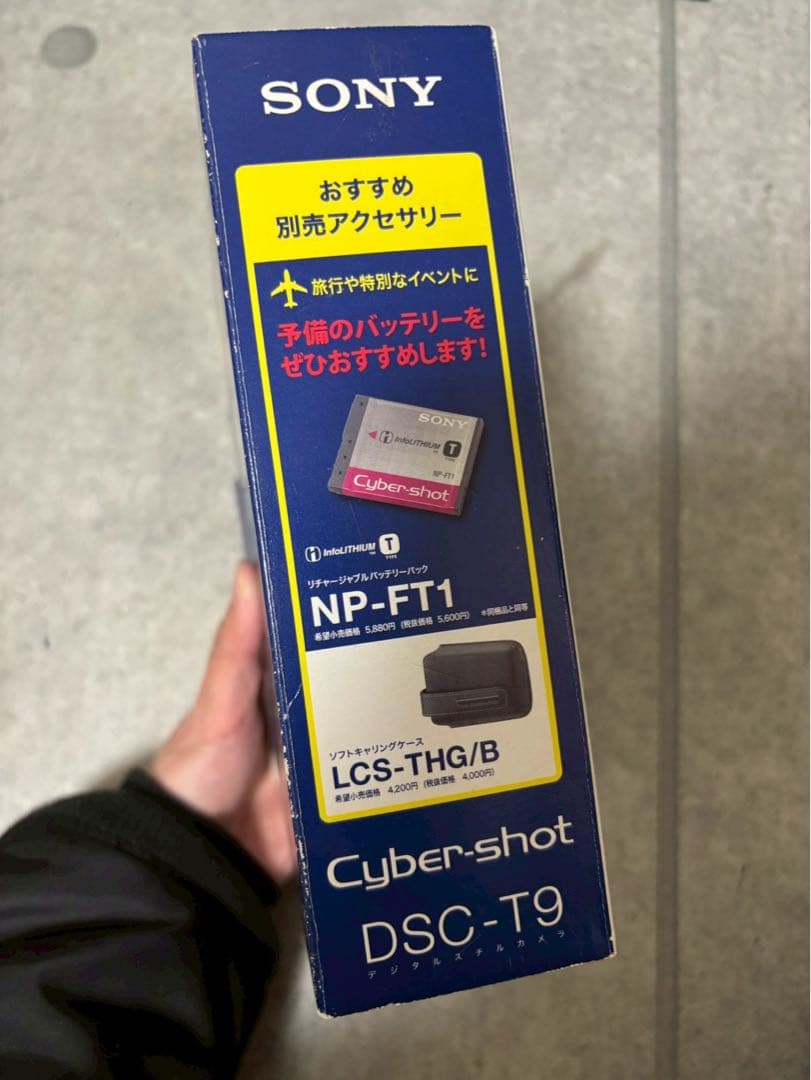 SONY
おすすめ
別売アクセサリー
旅行や特別なイベントに
予備のバッテリーを
ぜひおすすめします!
SONY
InfoLITHIUM T
TM TYPE
NP-FT1
Cyber-shot
InfoLITHIUM T
TM TYPE
リチャージャブルバッテリーパック
NP-FT1 ※同梱品と同等
希望小売価格 5,880円 (税抜価格 5,600円)
ソフトキャリングケース
LCS-THG/B
希望小売価格 4,200円 (税抜価格 4,000円)
Cyber-shot
DSC-T9
デジタルスチルカメラ